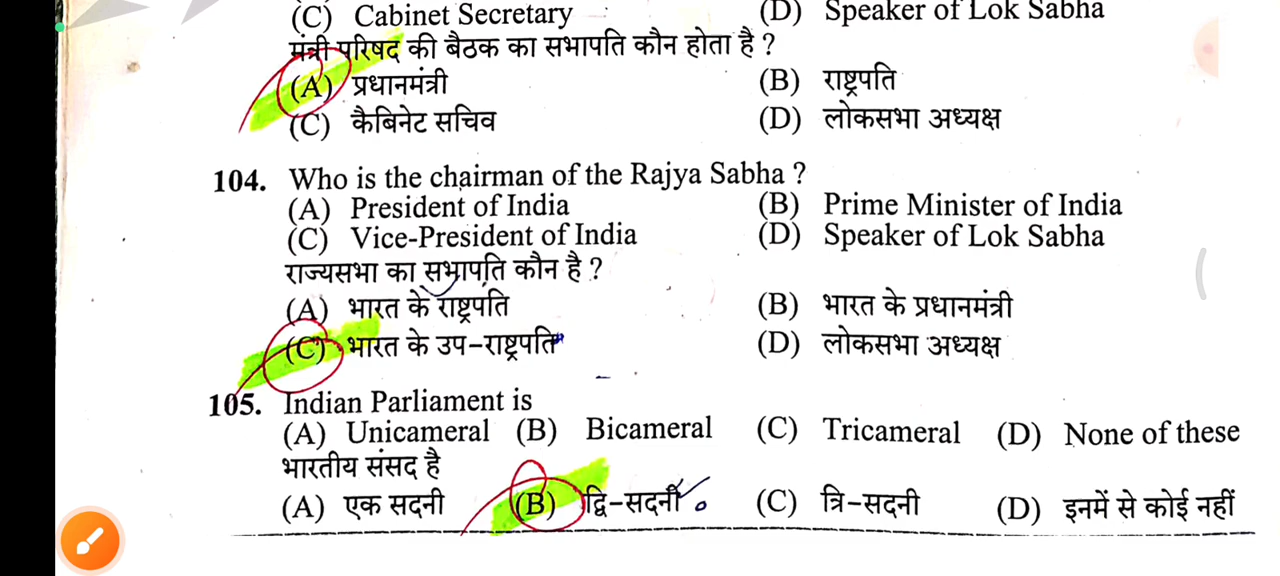 (C) Cabinet Secretary (D) Speaker of Lok Sabha
मंत्री परिषद की बैठक का सभापति कौन होता है ?
(A) प्रधानमंत्री (B) राष्ट्रपति
(C) कैबिनेट सचिव (D) लोकसभा अध्यक्ष
104. Who is the chairman of the Rajya Sabha ?
(A) President of India (B) Prime Minister of India
(C) Vice-President of India (D) Speaker of Lok Sabha
राज्यसभा का सभापति कौन है ?
(A) भारत के राष्ट्रपति (B) भारत के प्रधानमंत्री
(C) भारत के उप-राष्ट्रपति (D) लोकसभा अध्यक्ष
105. Indian Parliament is
(A) Unicameral (B) Bicameral (C) Tricameral (D) None of these
भारतीय संसद है
(A) एक सदनी (B) द्वि-सदनी (C) त्रि-सदनी (D) इनमें से कोई नहीं